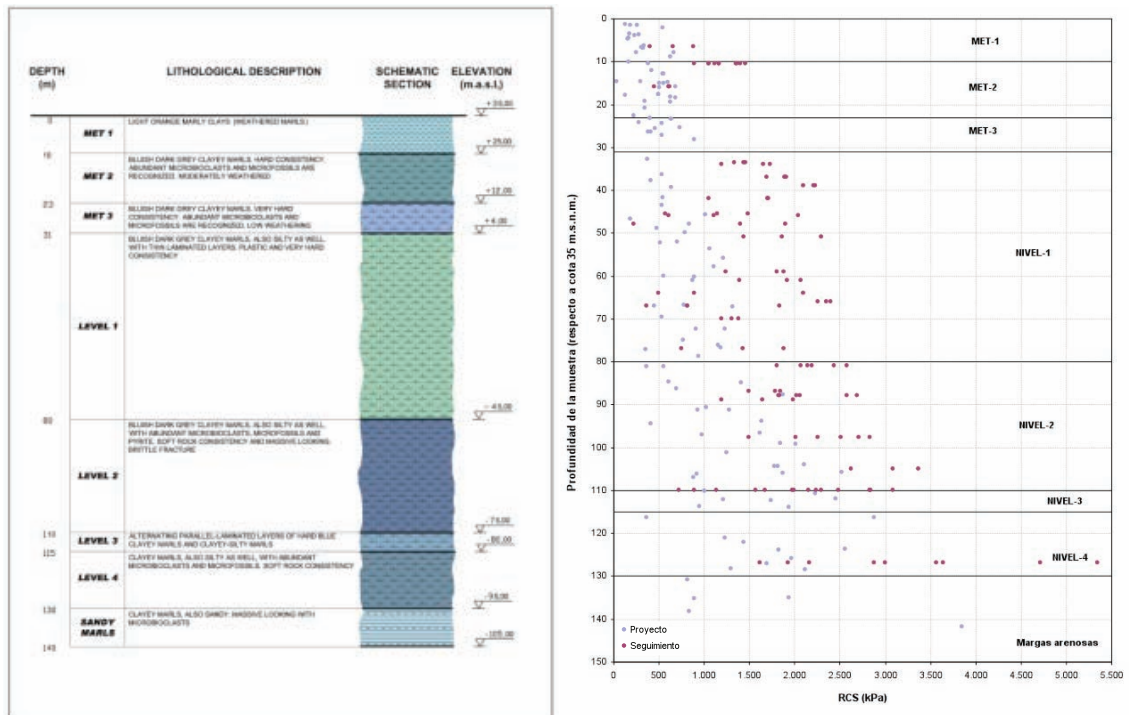 DEPTH (m)
LITHOLOGICAL DESCRIPTION
SCHEMATIC SECTION
ELEVATION (m.a.s.l.)
0
MET 1
LIGHT ORANGE MARLY CLAYS (WEATHERED MARLS)
+25,00
10
MET 2
BLUISH DARK GREY CLAYEY MARLS, HARD CONSISTENCY,
ABUNDANT MICROBIOCLASTS AND MICROFOSSILS ARE
RECOGNIZED. MODERATELY WEATHERED
+12,00
MET 3
BLUISH DARK GREY CLAYEY MARLS, VERY HARD
CONSISTENCY. ABUNDANT MICROBIOCLASTS AND
MICROFOSSILS ARE RECOGNIZED, LOW WEATHERING
31
BLUISH DARK GREY CLAYEY MARLS, ALSO SILTY AS WELL,
WITH THIN LAMINATED LAYERS, PLASTIC AND VERY HARD
CONSISTENCY
LEVEL 1
-45,00
80
BLUISH DARK GREY CLAYEY MARLS, ALSO SILTY AS WELL,
WITH ABUNDANT MICROBIOCLASTS, MICROFOSSILS AND
PYRITE. SOFT ROCK CONSISTENCY AND MASSIVE LOOKING.
BRITTLE FRACTURE
LEVEL 2
-75,00
110
LEVEL 3
ALTERNATING PARALLEL-LAMINATED LAYERS OF HARD BLUE
CLAYEY MARLS AND CLAYEY-SILTY MARLS
-80,00
115
CLAYEY MARLS, ALSO SILTY AS WELL, WITH ABUNDANT
MICROBIOCLASTS AND MICROFOSSILS, SOFT ROCK CONSISTENCY
LEVEL 4
-95,00
130
SANDY MARLS
CLAYEY MARLS, ALSO SANDY. MASSIVE LOOKING WITH
MICROBIOCLASTS
-105,00
140
Profundidad de la muestra (respecto a cota 35 m.s.n.m.)
0
10
20
30
40
50
60
70
80
90
100
110
120
130
140
150
MET-1
MET-2
MET-3
NIVEL-1
NIVEL-2
NIVEL-3
NIVEL-4
Margas arenosas
Proyecto
Seguimiento
0 500 1.000 1.500 2.000 2.500 3.000 3.500 4.000 4.500 5.000 5.500
RCS (kPa)